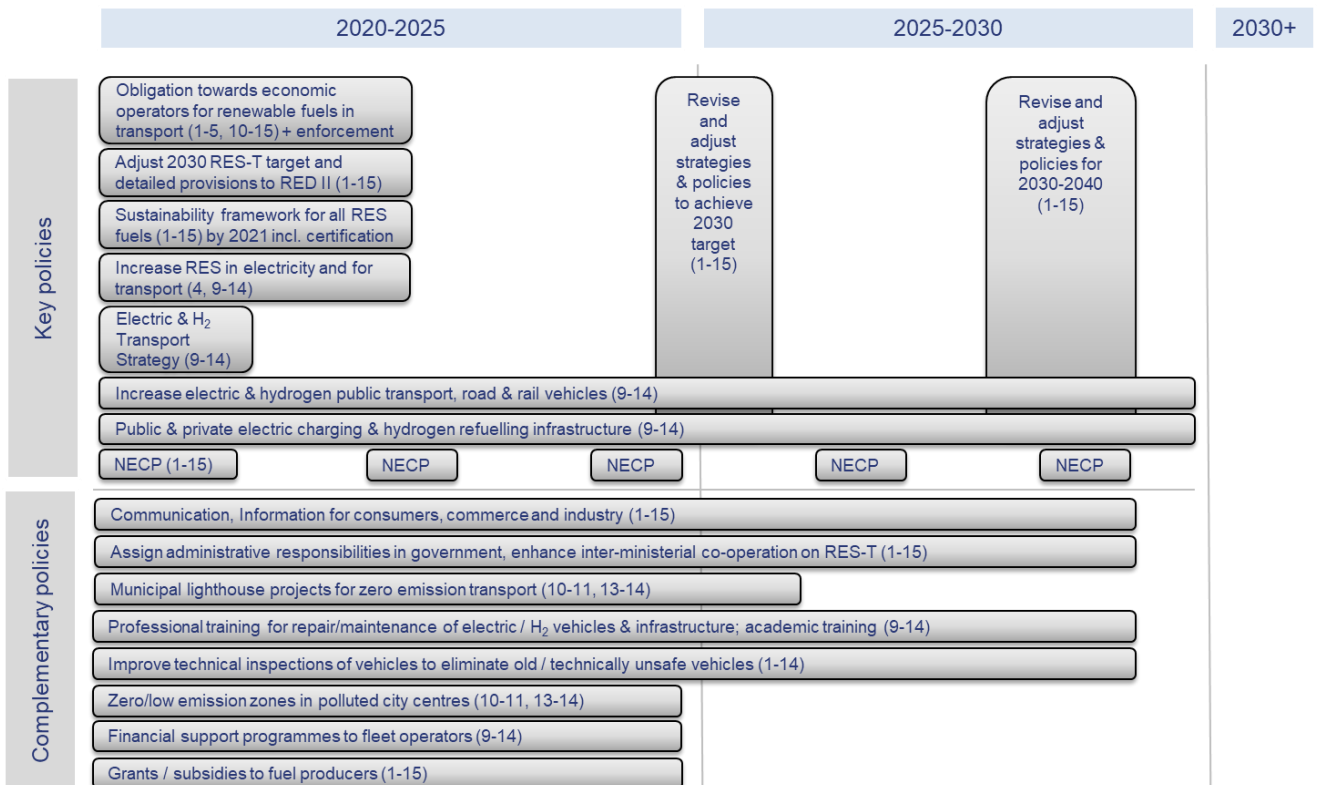 2020-2025
2025-2030
2030+
Key policies
Obligation towards economic
operators for renewable fuels in
transport (1-5, 10-15) + enforcement
Adjust 2030 RES-T target and
detailed provisions to RED II (1-15)
Sustainability framework for all RES
fuels (1-15) by 2021 incl. certification
Increase RES in electricity and for
transport (4, 9-14)
Electric & H2
Transport
Strategy (9-14)
Revise
and
adjust
strategies
& policies
to achieve
2030
target
(1-15)
Revise and
adjust
strategies &
policies for
2030-2040
(1-15)
Increase electric & hydrogen public transport, road & rail vehicles (9-14)
Public & private electric charging & hydrogen refuelling infrastructure (9-14)
NECP (1-15)
NECP
NECP
NECP
NECP
Complementary policies
Communication, Information for consumers, commerce and industry (1-15)
Assign administrative responsibilities in government, enhance inter-ministerial co-operation on RES-T (1-15)
Municipal lighthouse projects for zero emission transport (10-11, 13-14)
Professional training for repair/maintenance of electric / H2 vehicles & infrastructure; academic training (9-14)
Improve technical inspections of vehicles to eliminate old / technically unsafe vehicles (1-14)
Zero/low emission zones in polluted city centres (10-11, 13-14)
Financial support programmes to fleet operators (9-14)
Grants / subsidies to fuel producers (1-15)